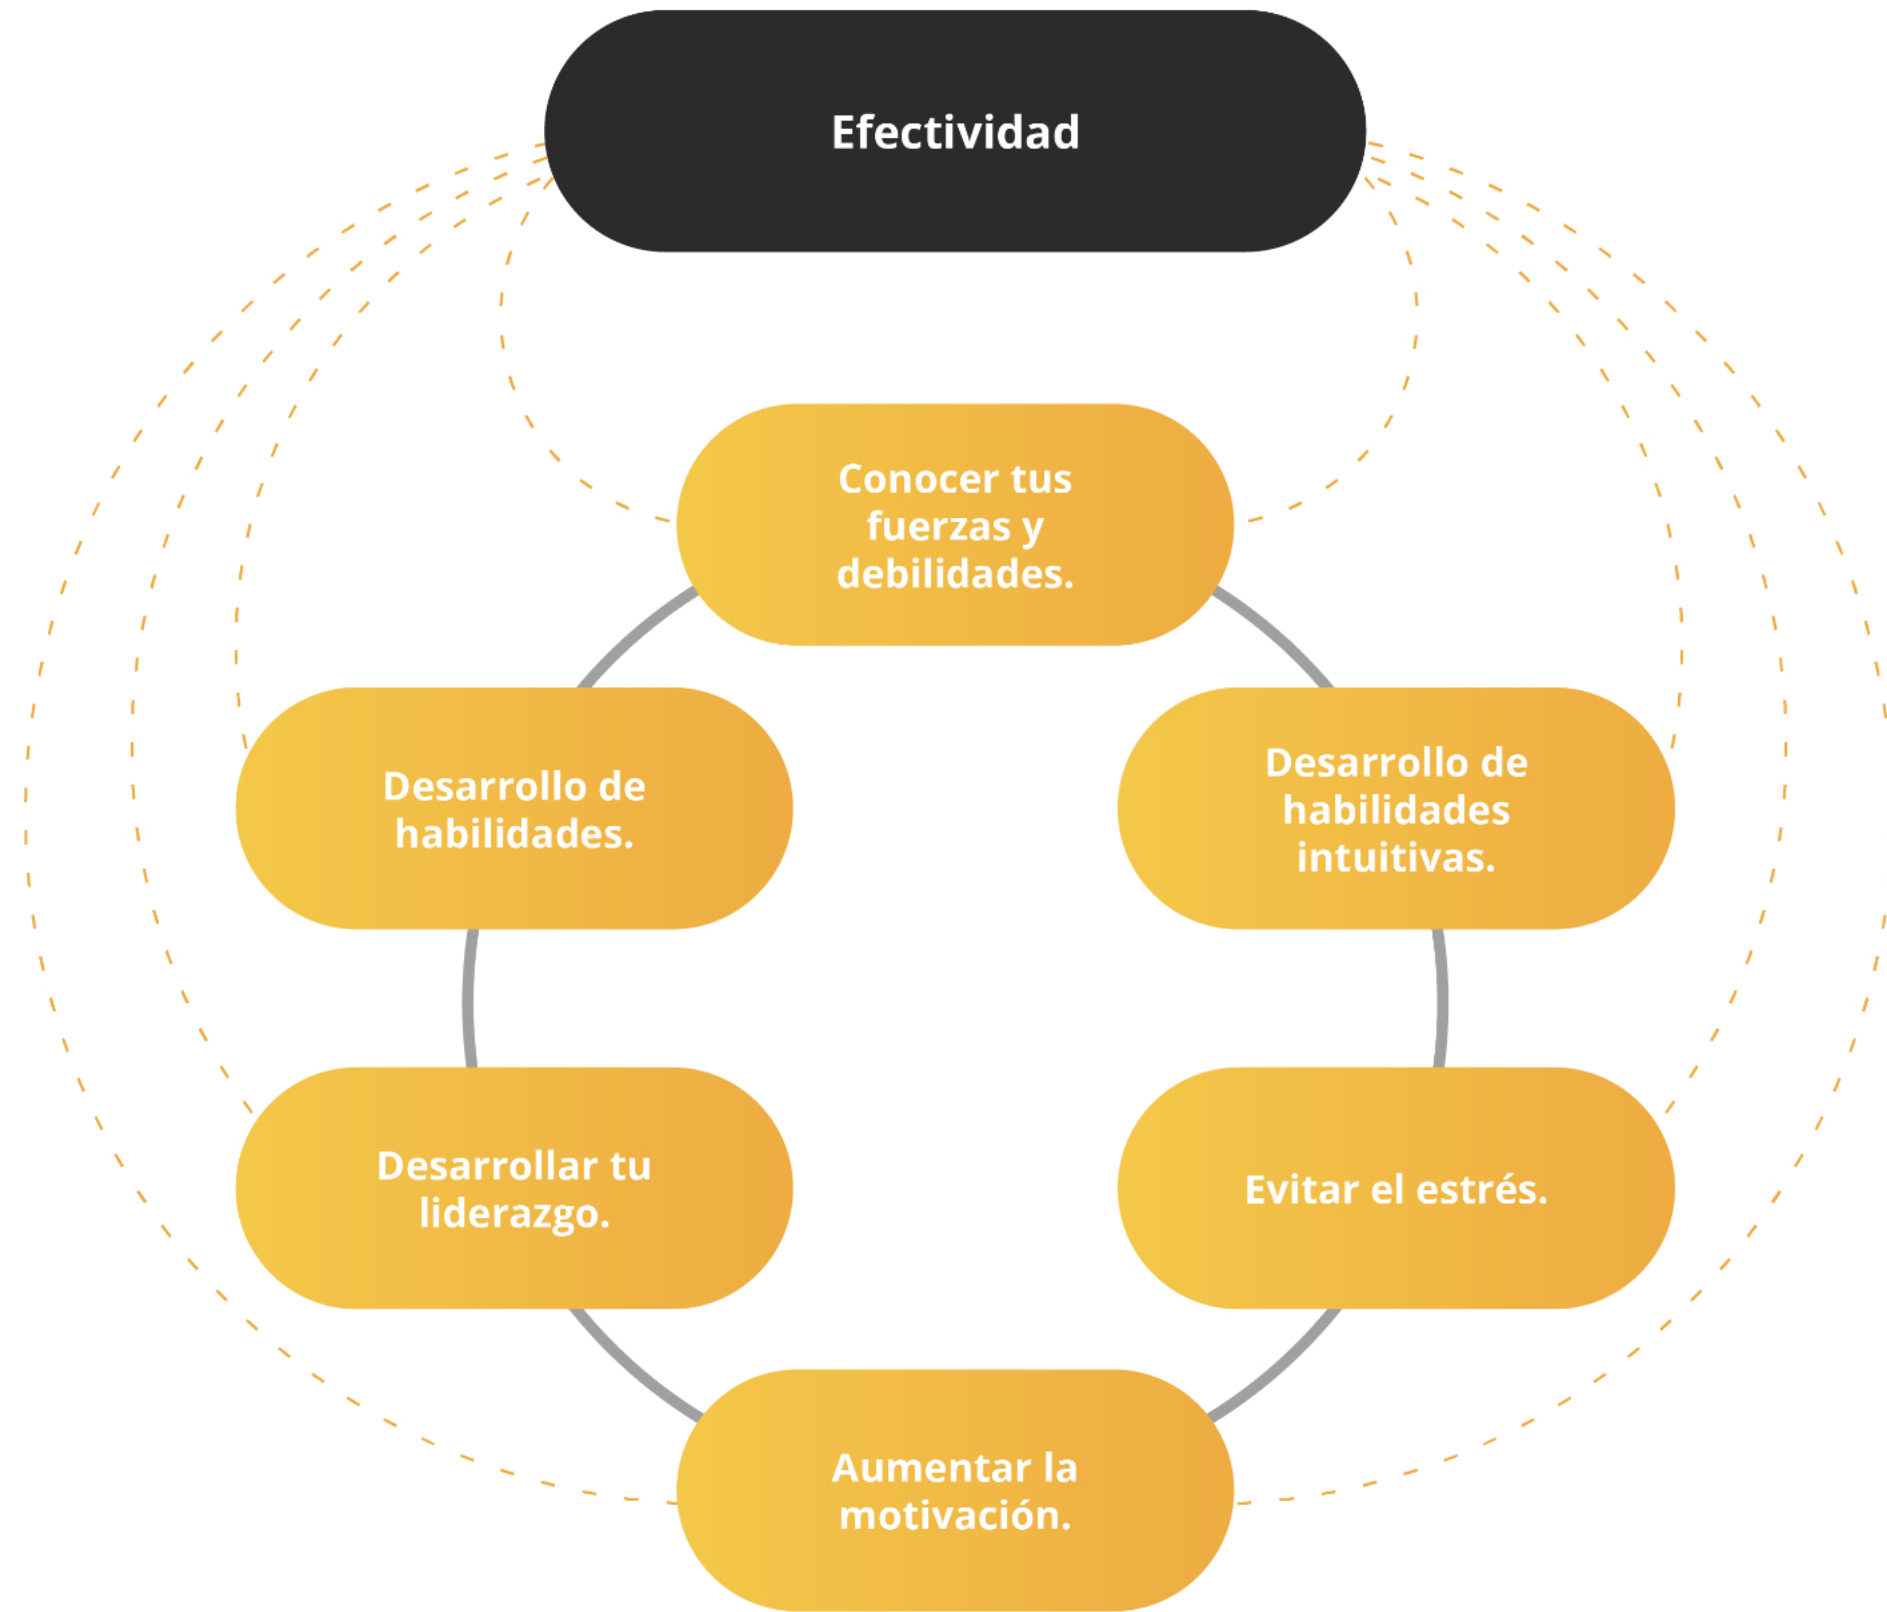 Efectividad
Conocer tus
fuerzas y
debilidades.
Desarrollo de
habilidades.
Desarrollo de
habilidades
intuitivas.
Desarrollar tu
liderazgo.
Evitar el estrés.
Aumentar la
motivación.